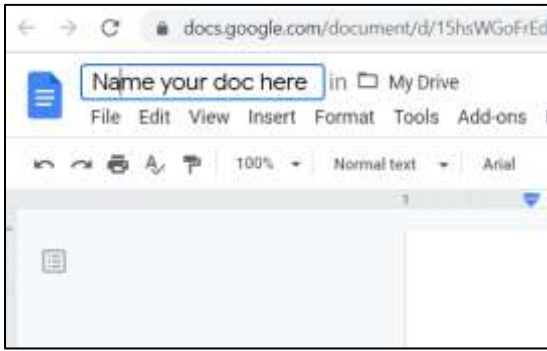 docs.google.com/document/d/15hsWGoFrEd
Name your doc here in My Drive
File Edit View Insert Format Tools Add-ons
100% Normal text Arial
1